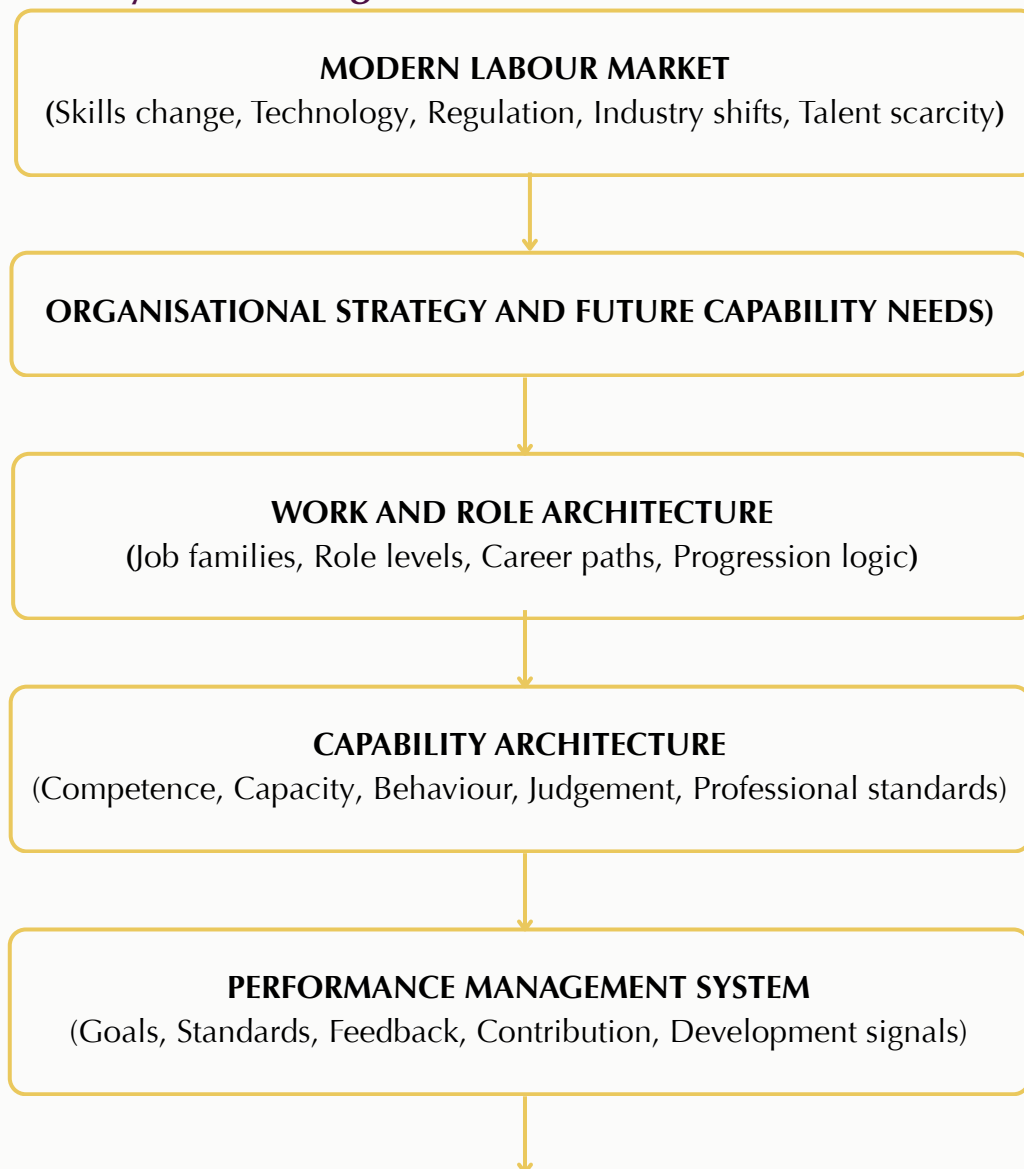 MODERN LABOUR MARKET
(Skills change, Technology, Regulation, Industry shifts, Talent scarcity)
ORGANISATIONAL STRATEGY AND FUTURE CAPABILITY NEEDS)
WORK AND ROLE ARCHITECTURE
(Job families, Role levels, Career paths, Progression logic)
CAPABILITY ARCHITECTURE
(Competence, Capacity, Behaviour, Judgement, Professional standards)
PERFORMANCE MANAGEMENT SYSTEM
(Goals, Standards, Feedback, Contribution, Development signals)